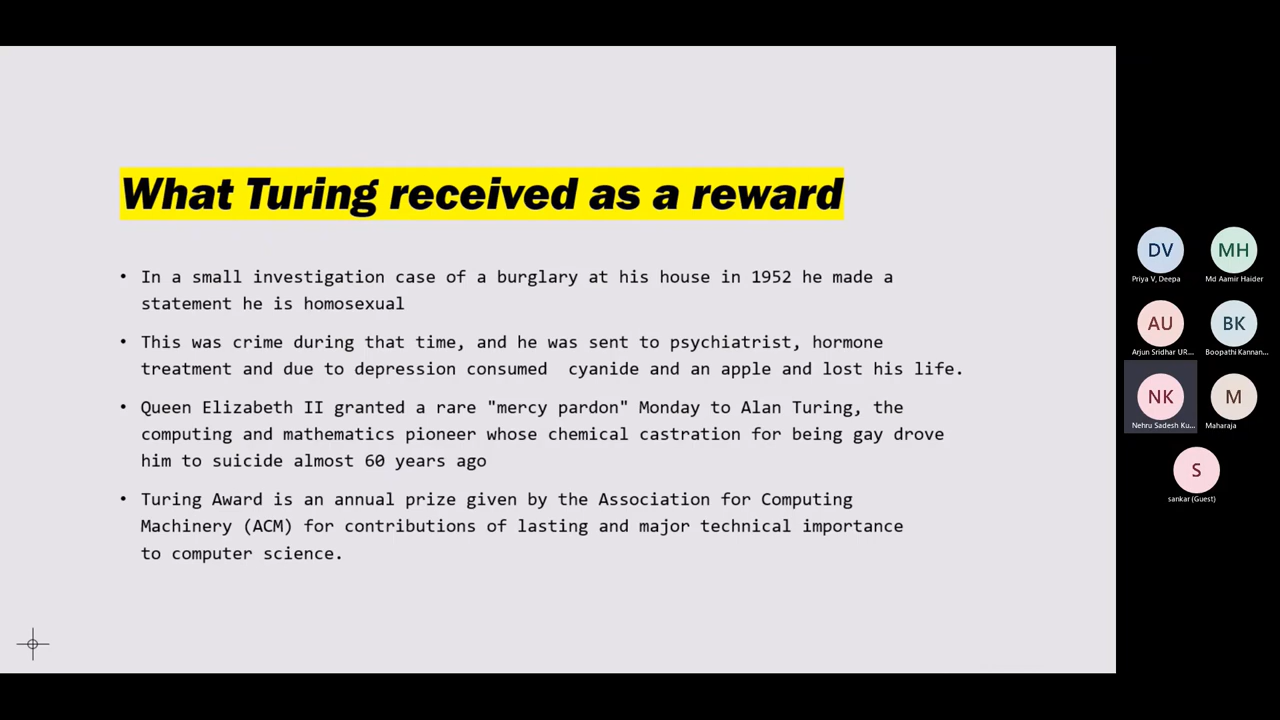 What Turing received as a reward
• In a small investigation case of a burglary at his house in 1952 he made a
statement he is homosexual
• This was crime during that time, and he was sent to psychiatrist, hormone
treatment and due to depression consumed  cyanide and an apple and lost his life.
• Queen Elizabeth II granted a rare "mercy pardon" Monday to Alan Turing, the
computing and mathematics pioneer whose chemical castration for being gay drove
him to suicide almost 60 years ago
• Turing Award is an annual prize given by the Association for Computing
Machinery (ACM) for contributions of lasting and major technical importance
to computer science.
DV
MH
Priya V, Deepa
Md Aamir Haider
AU
BK
Arjun Sridhar UR...
Boopathi Kannan...
NK
M
Nehru Sadesh Ku...
Maharaja
S
sankar (Guest)